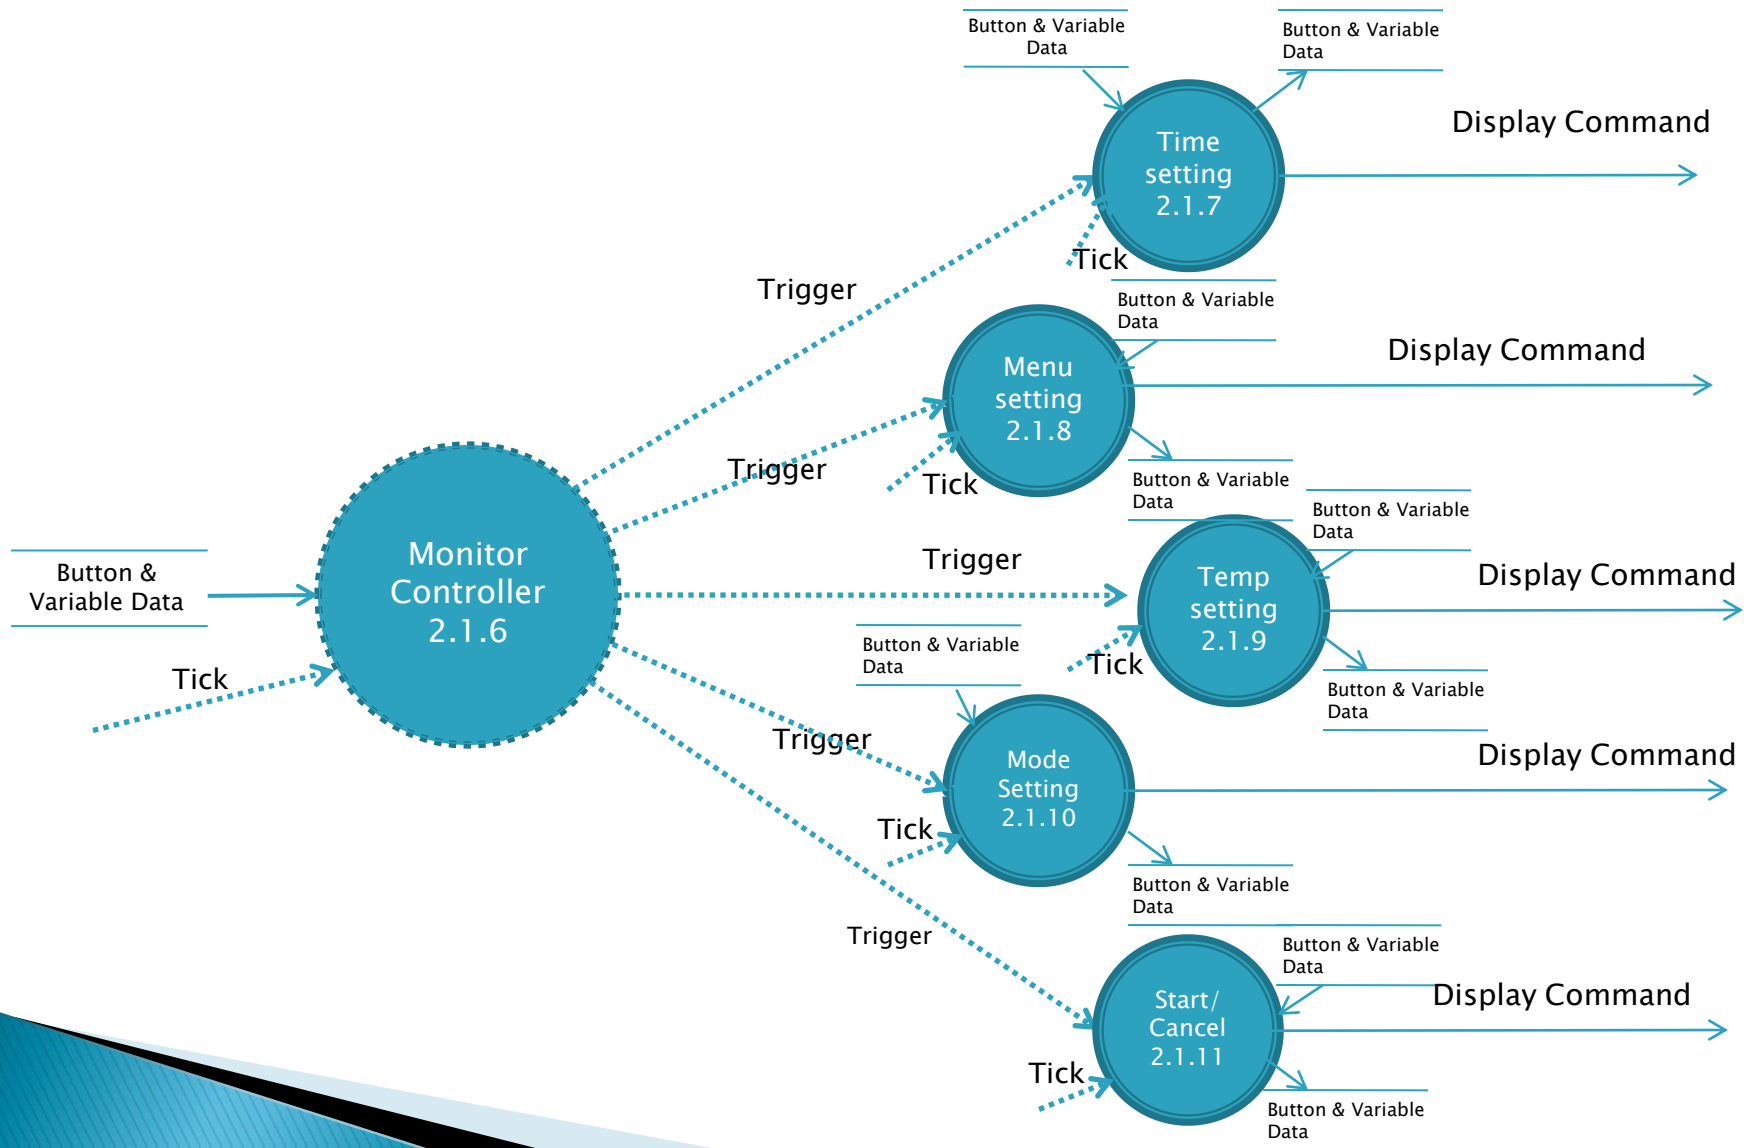 Button & Variable
Data
Button & Variable
Data
Time
setting
2.1.7
Display Command
Tick
Trigger
Button & Variable
Data
Menu
setting
2.1.8
Display Command
Trigger
Tick
Button & Variable
Data
Button & Variable
Data
Monitor
Controller
2.1.6
Button &
Variable Data
Tick
Trigger
Temp
setting
2.1.9
Display Command
Tick
Button & Variable
Data
Button & Variable
Data
Trigger
Mode
Setting
2.1.10
Display Command
Tick
Button & Variable
Data
Trigger
Button & Variable
Data
Start/
Cancel
2.1.11
Display Command
Tick
Button & Variable
Data